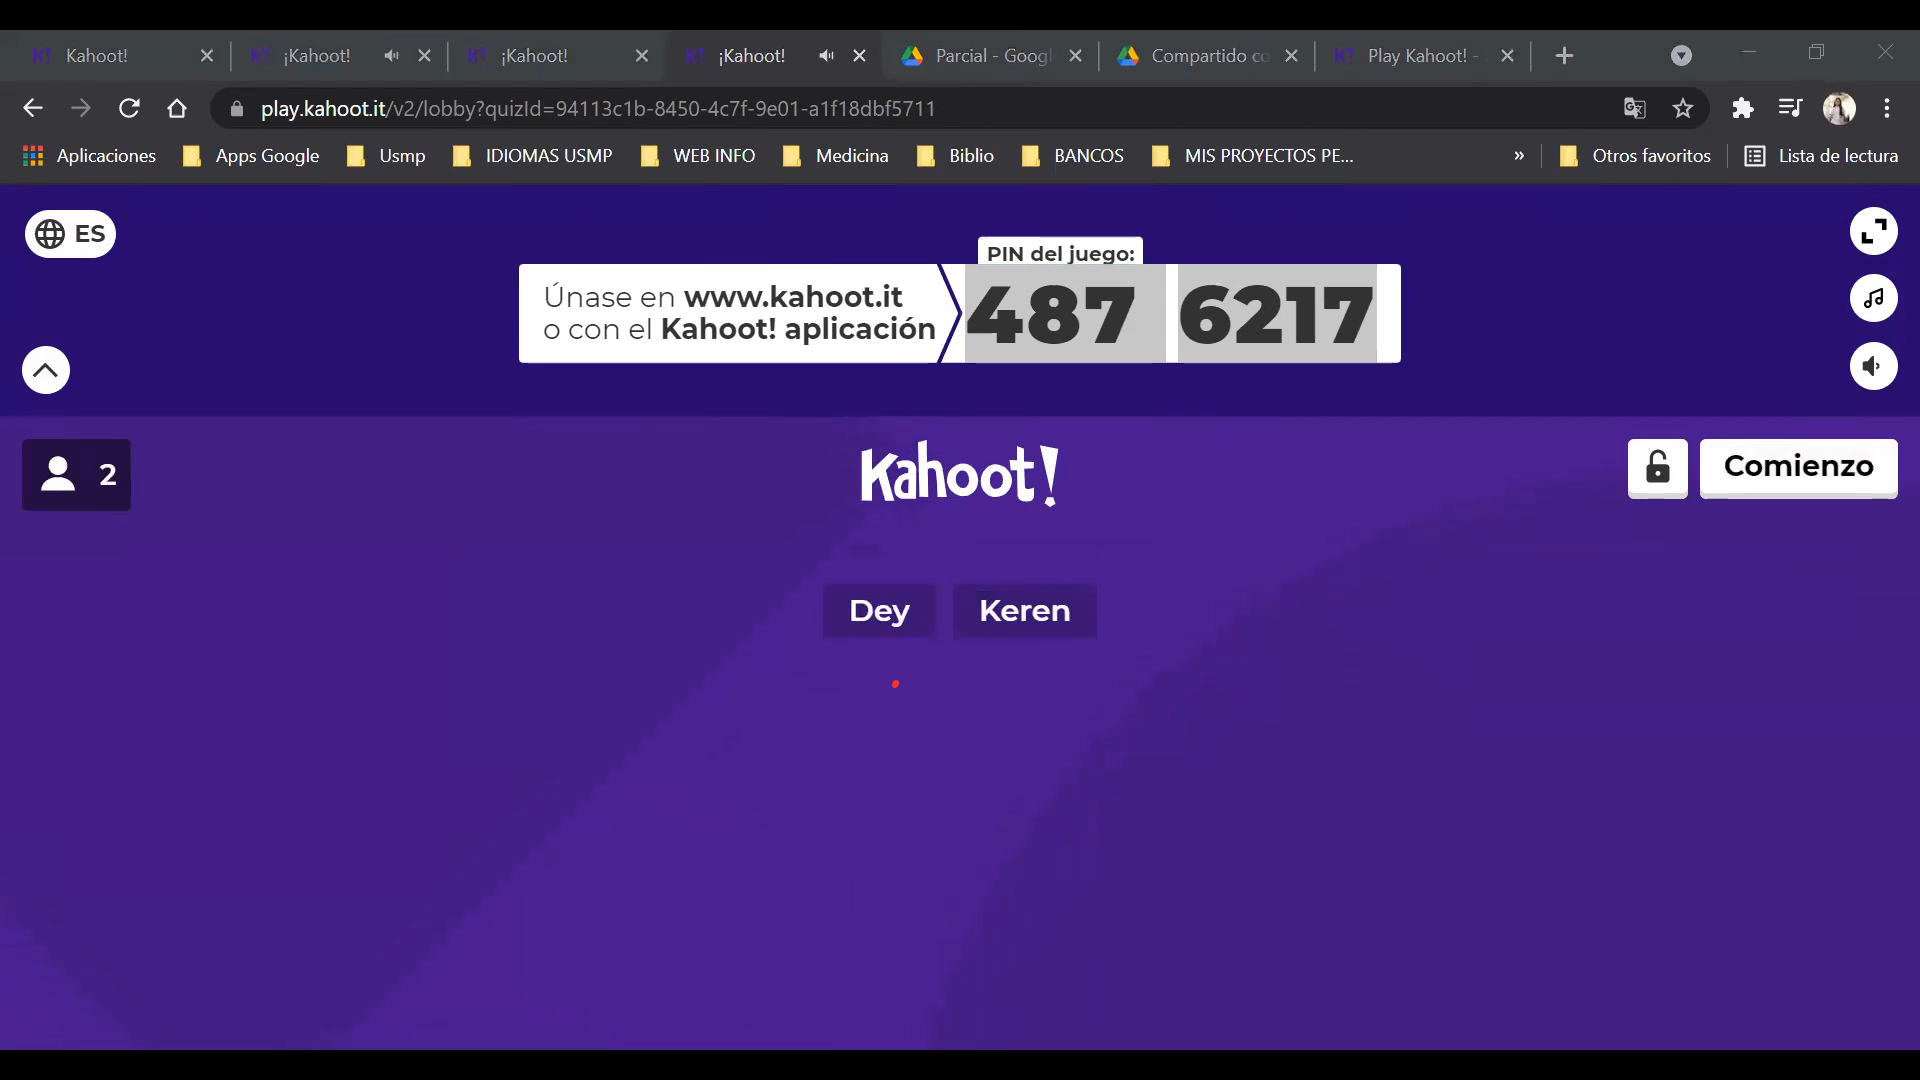 Kahoot!
¡Kahoot!
¡Kahoot!
¡Kahoot!
Parcial - Googl
Compartido co
Play Kahoot! -
play.kahoot.it/v2/lobby?quizId=94113c1b-8450-4c7f-9e01-a1f18dbf5711
Aplicaciones Apps Google Usmp IDIOMAS USMP WEB INFO Medicina Biblio BANCOS MIS PROYECTOS PE... » Otros favoritos Lista de lectura
ES
PIN del juego:
Únase en www.kahoot.it
o con el Kahoot! aplicación
487 6217
2
Kahoot!
Comienzo
Dey Keren